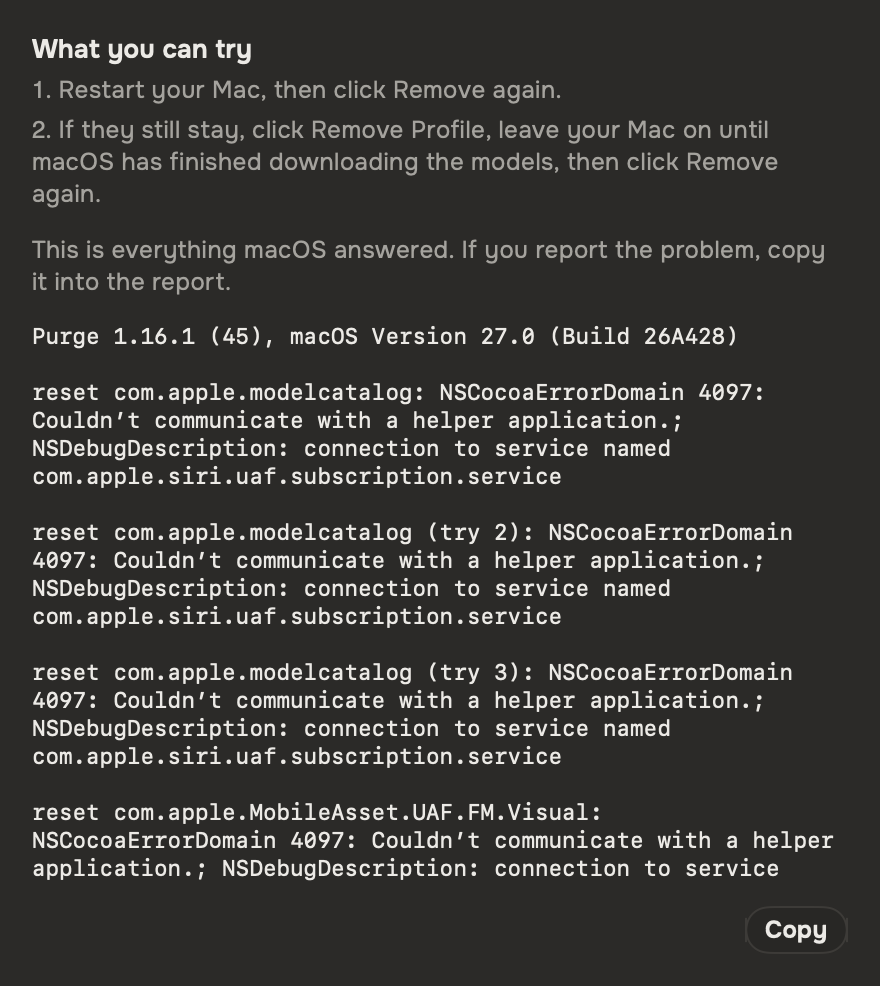 What you can try
1. Restart your Mac, then click Remove again.
2. If they still stay, click Remove Profile, leave your Mac on until
macOS has finished downloading the models, then click Remove
again.
This is everything macOS answered. If you report the problem, copy
it into the report.
Purge 1.16.1 (45), macOS Version 27.0 (Build 26A428)
reset com.apple.modelcatalog: NSCocoaErrorDomain 4097:
Couldn’t communicate with a helper application.;
NSDebugDescription: connection to service named
com.apple.siri.uaf.subscription.service
reset com.apple.modelcatalog (try 2): NSCocoaErrorDomain
4097: Couldn’t communicate with a helper application.;
NSDebugDescription: connection to service named
com.apple.siri.uaf.subscription.service
reset com.apple.modelcatalog (try 3): NSCocoaErrorDomain
4097: Couldn’t communicate with a helper application.;
NSDebugDescription: connection to service named
com.apple.siri.uaf.subscription.service
reset com.apple.MobileAsset.UAF.FM.Visual:
NSCocoaErrorDomain 4097: Couldn’t communicate with a helper
application.; NSDebugDescription: connection to service
Copy